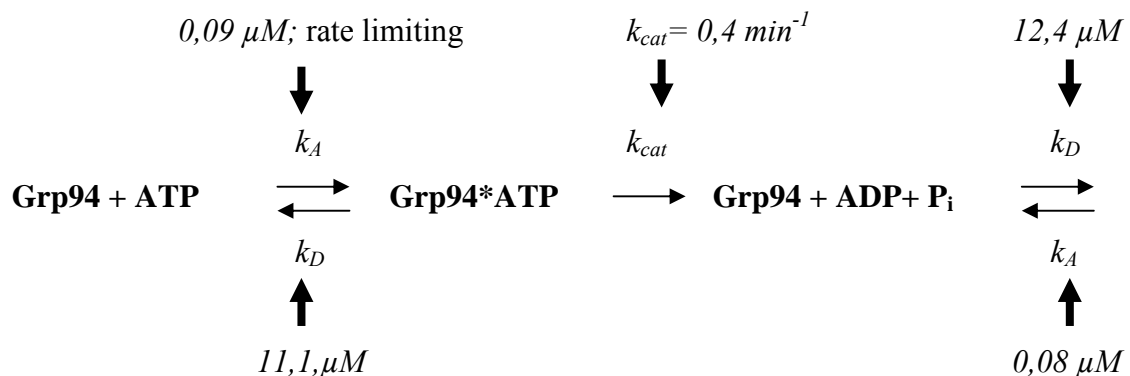 0,09 µM; rate limiting k_cat= 0,4 min⁻¹ 12,4 µM
k_A k_cat k_D
Grp94 + ATP Grp94*ATP Grp94 + ADP+ P_i
k_D k_A
11,1,µM 0,08 µM